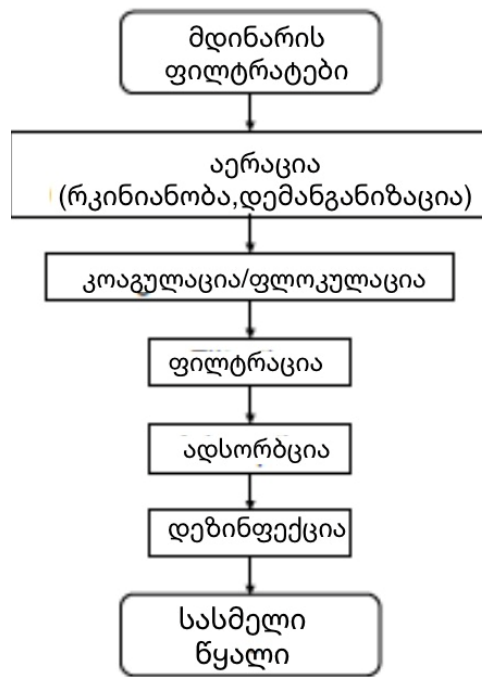 მდინარის
ფილტრატები
აერაცია
(რკინიანობა,დემანგანიზაცია)
კოაგულაცია/ფლოკულაცია
ფილტრაცია
ადსორბცია
დეზინფექცია
სასმელი
წყალი